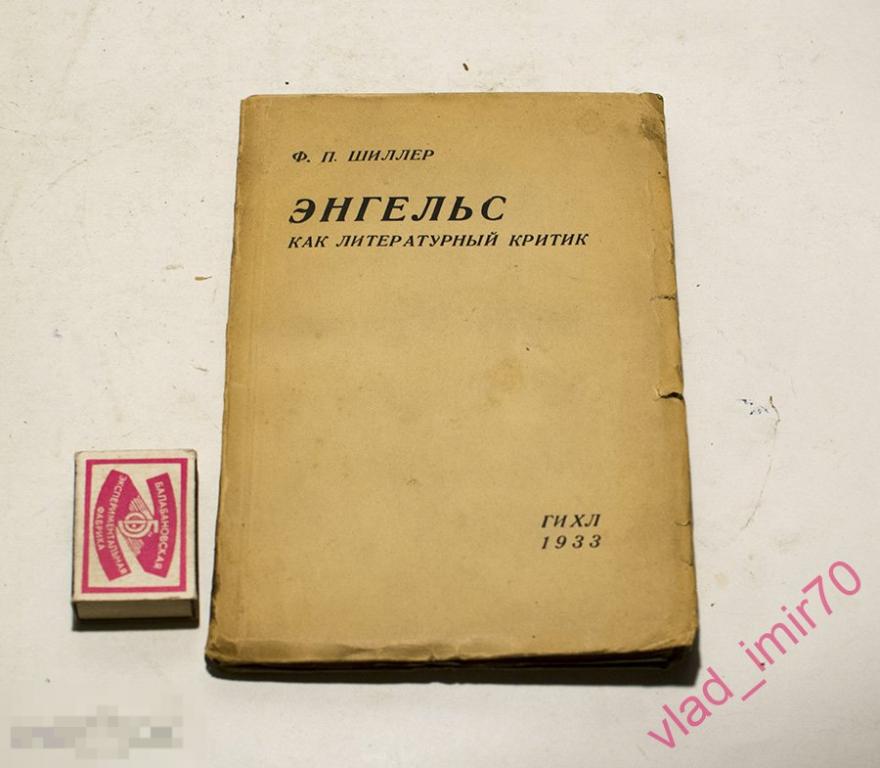 Ф. П. ШИЛЛЕР
ЭНГЕЛЬС
КАК ЛИТЕРАТУРНЫЙ КРИТИК
ГИХЛ
1933
БАЛАБАНОВСКАЯ
ЭКСПЕРИМЕНТАЛЬНАЯ
ФАБРИКА
vlad_imir70